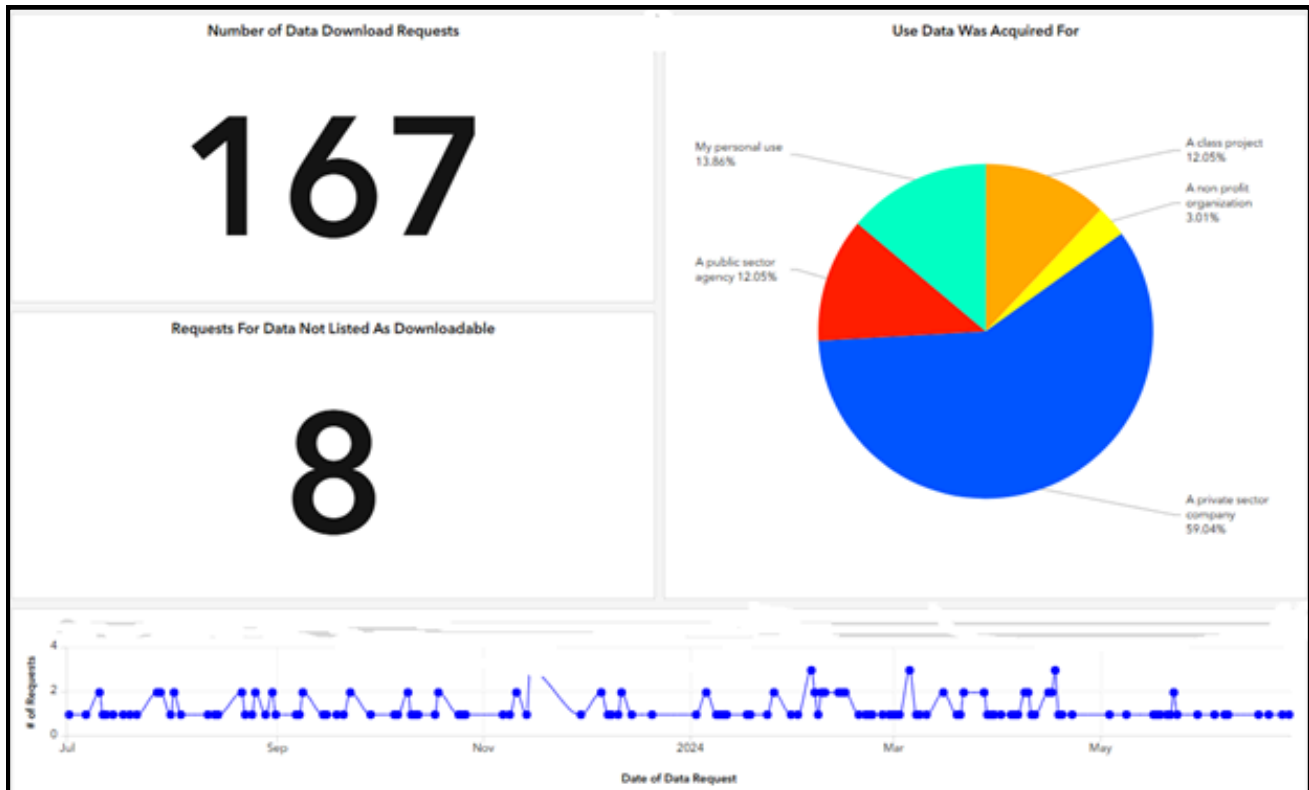 Number of Data Download Requests
167
Requests For Data Not Listed As Downloadable
8
Use Data Was Acquired For
My personal use
13.86%
A class project
12.05%
A non profit
organization
3.01%
A public sector
agency 12.05%
A private sector
company
59.04%
# of Requests
4
2
0
Jul
Sep
Nov
2024
Mar
May
Date of Data Request